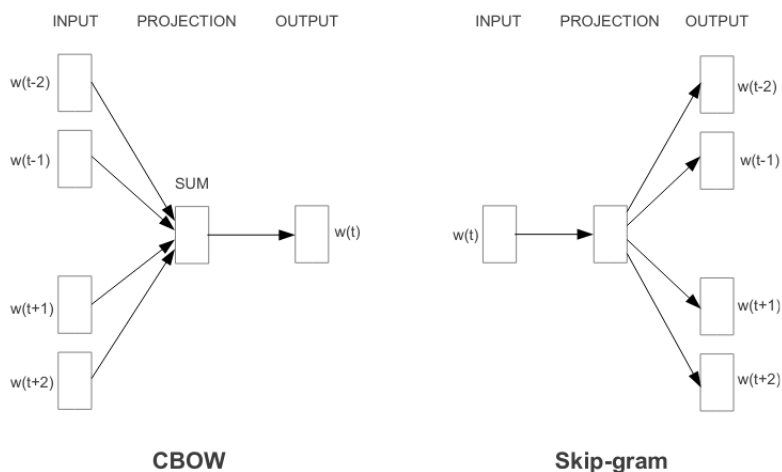 INPUT PROJECTION OUTPUT
w(t-2)
w(t-1)
SUM
w(t)
w(t+1)
w(t+2)
CBOW
INPUT PROJECTION OUTPUT
w(t-2)
w(t-1)
w(t)
w(t+1)
w(t+2)
Skip-gram